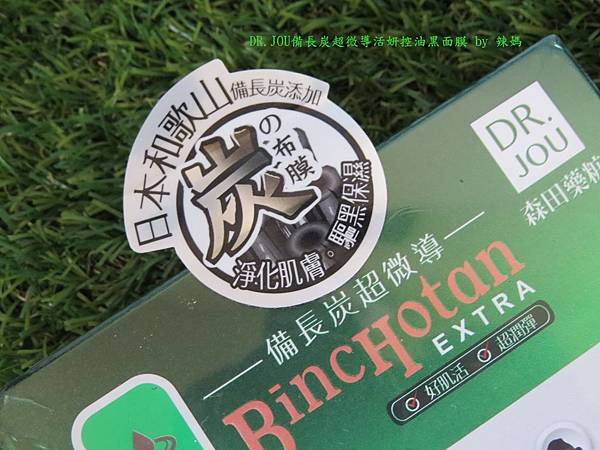 DR.JOU備長炭超微導活妍控油黑面膜 by 辣媽
日本和歌山備長炭添加
炭の布膜
淨化肌膚。驅黑保濕
DR.
JOU
森田藥粧
備長炭超微導
BincHotan
EXTRA
好肌活 超潤彈